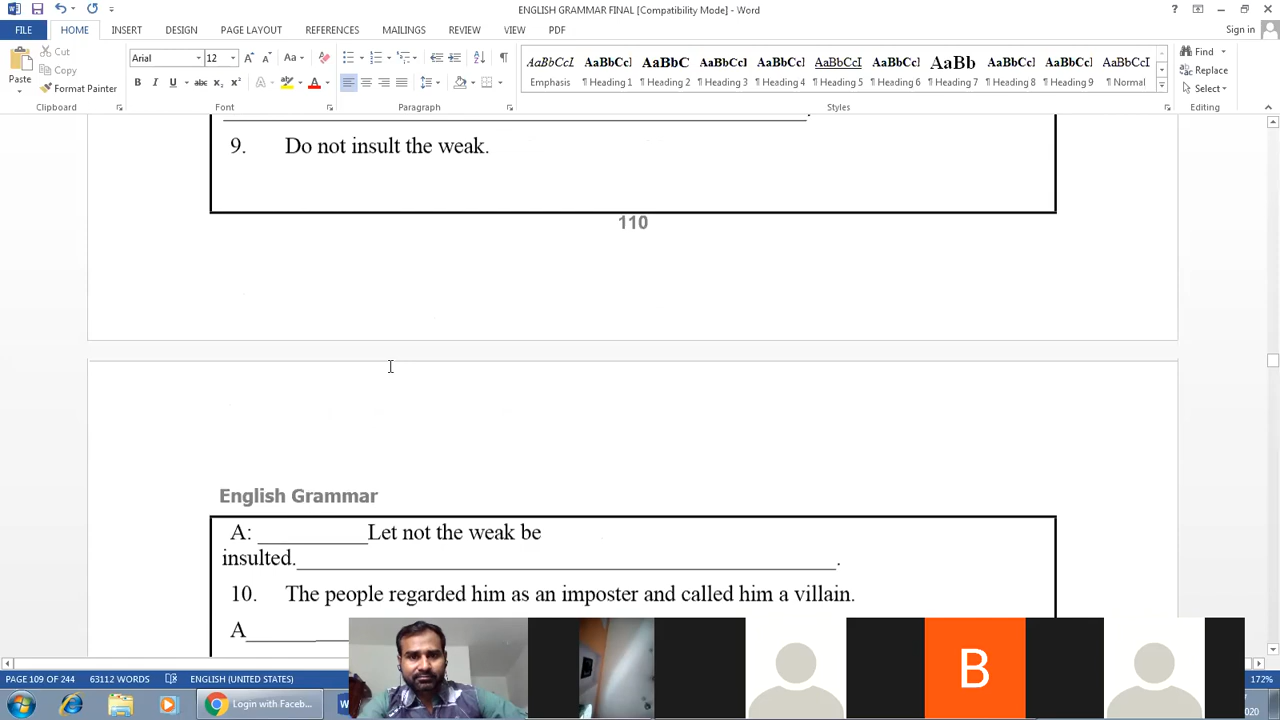 ENGLISH GRAMMAR FINAL [Compatibility Mode] - Word
FILE HOME INSERT DESIGN PAGE LAYOUT REFERENCES MAILINGS REVIEW VIEW PDF Sign in
Cut
Copy
Format Painter
Paste
Arial 12
Aa
AaBbCcI AaBbCcl AaBbC AaBbCcl AaBbCcl AaBbCcI AaBbCcl AaBb AaBbCcl AaBbCcl AaBbCcI
Emphasis ¶ Heading 1 ¶ Heading 2 ¶ Heading 3 ¶ Heading 4 ¶ Heading 5 ¶ Heading 6 ¶ Heading 7 ¶ Heading 8 ¶ Heading 9 ¶ Normal
Find
Replace
Select
Clipboard Font Paragraph Styles Editing
9. Do not insult the weak.
110
English Grammar
A: __________Let not the weak be
insulted.__________.
10. The people regarded him as an imposter and called him a villain.
A__________
B
PAGE 109 OF 244 63112 WORDS ENGLISH (UNITED STATES) 172%
Login with Faceb...